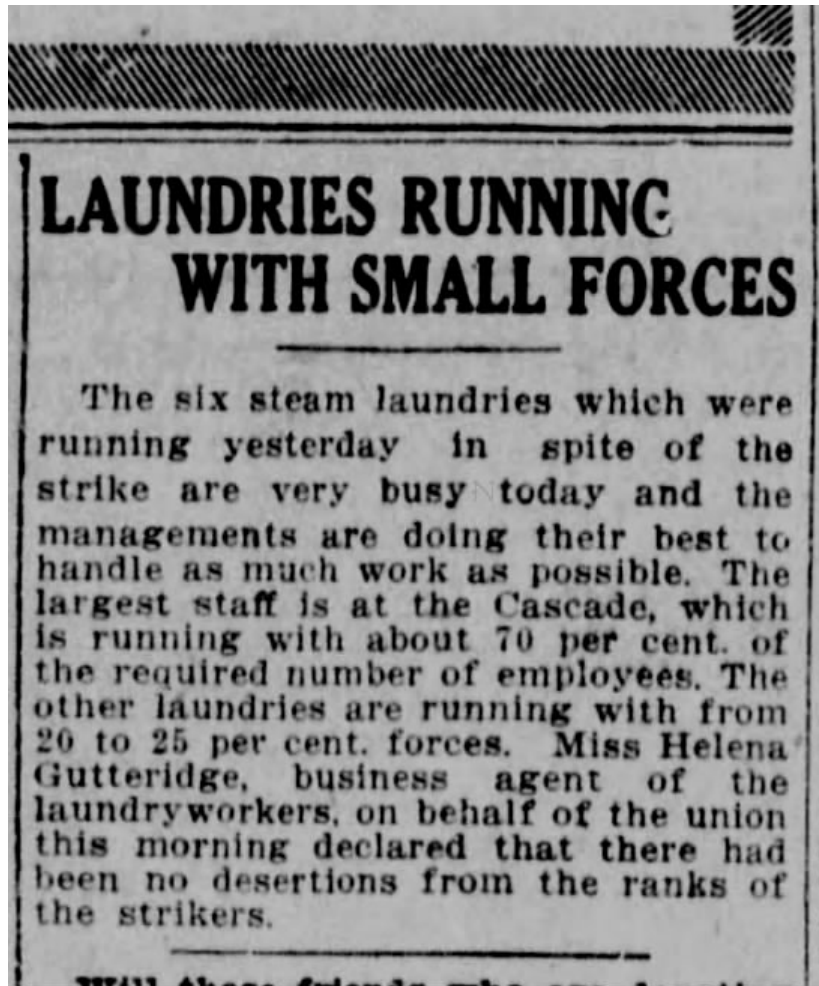 LAUNDRIES RUNNING
WITH SMALL FORCES
The six steam laundries which were
running yesterday in spite of the
strike are very busy today and the
managements are doing their best to
handle as much work as possible. The
largest staff is at the Cascade, which
is running with about 70 per cent. of
the required number of employees. The
other laundries are running with from
20 to 25 per cent. forces. Miss Helena
Gutteridge, business agent of the
laundryworkers, on behalf of the union
this morning declared that there had
been no desertions from the ranks of
the strikers.
Will those friends who are